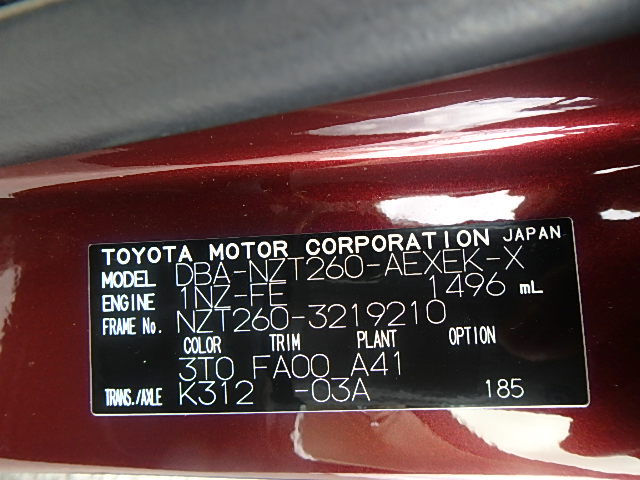 TOYOTA MOTOR CORPORATION JAPAN
MODEL DBA-NZT260-AEXEK-X
ENGINE 1NZ-FE 1496 mL
FRAME No. NZT260-3219210
COLOR TRIM PLANT OPTION
3T0 FA00 A41
TRANS./AXLE K312 -03A 185